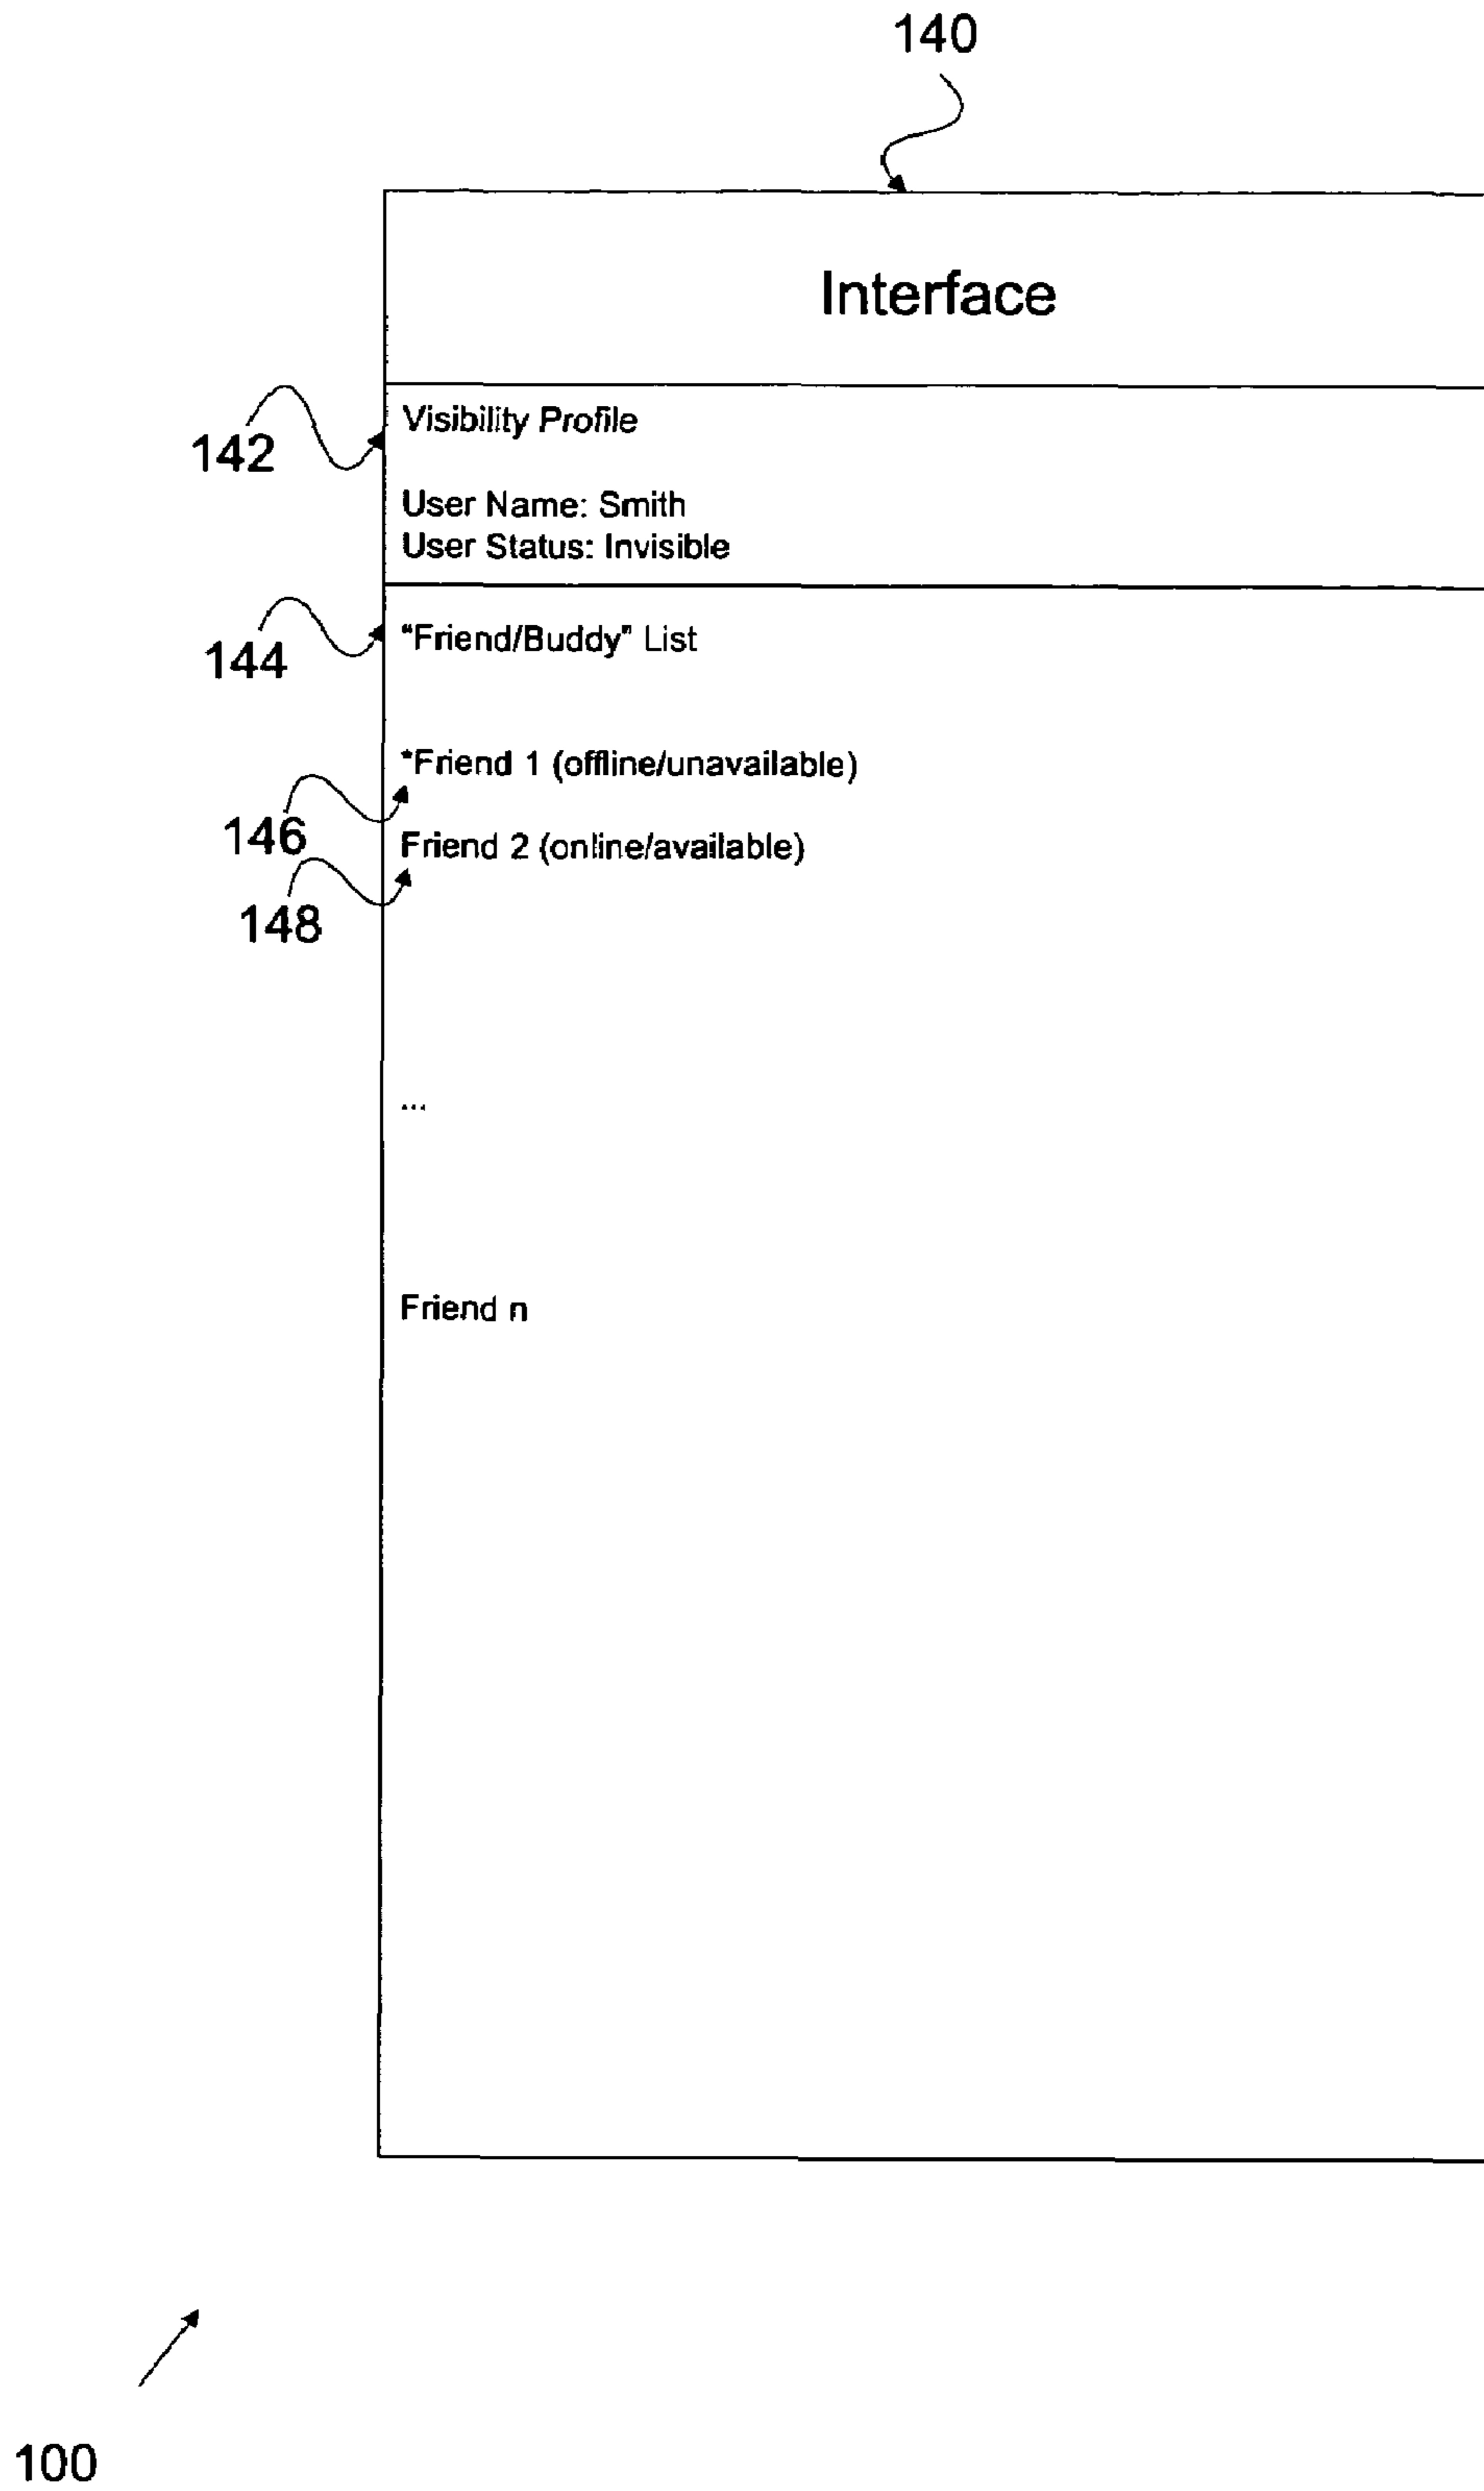 140
Interface
142
Visibility Profile
User Name: Smith
User Status: Invisible
144
"Friend/Buddy" List
*Friend 1 (offline/unavailable)
146
Friend 2 (online/available)
148
...
Friend n
100